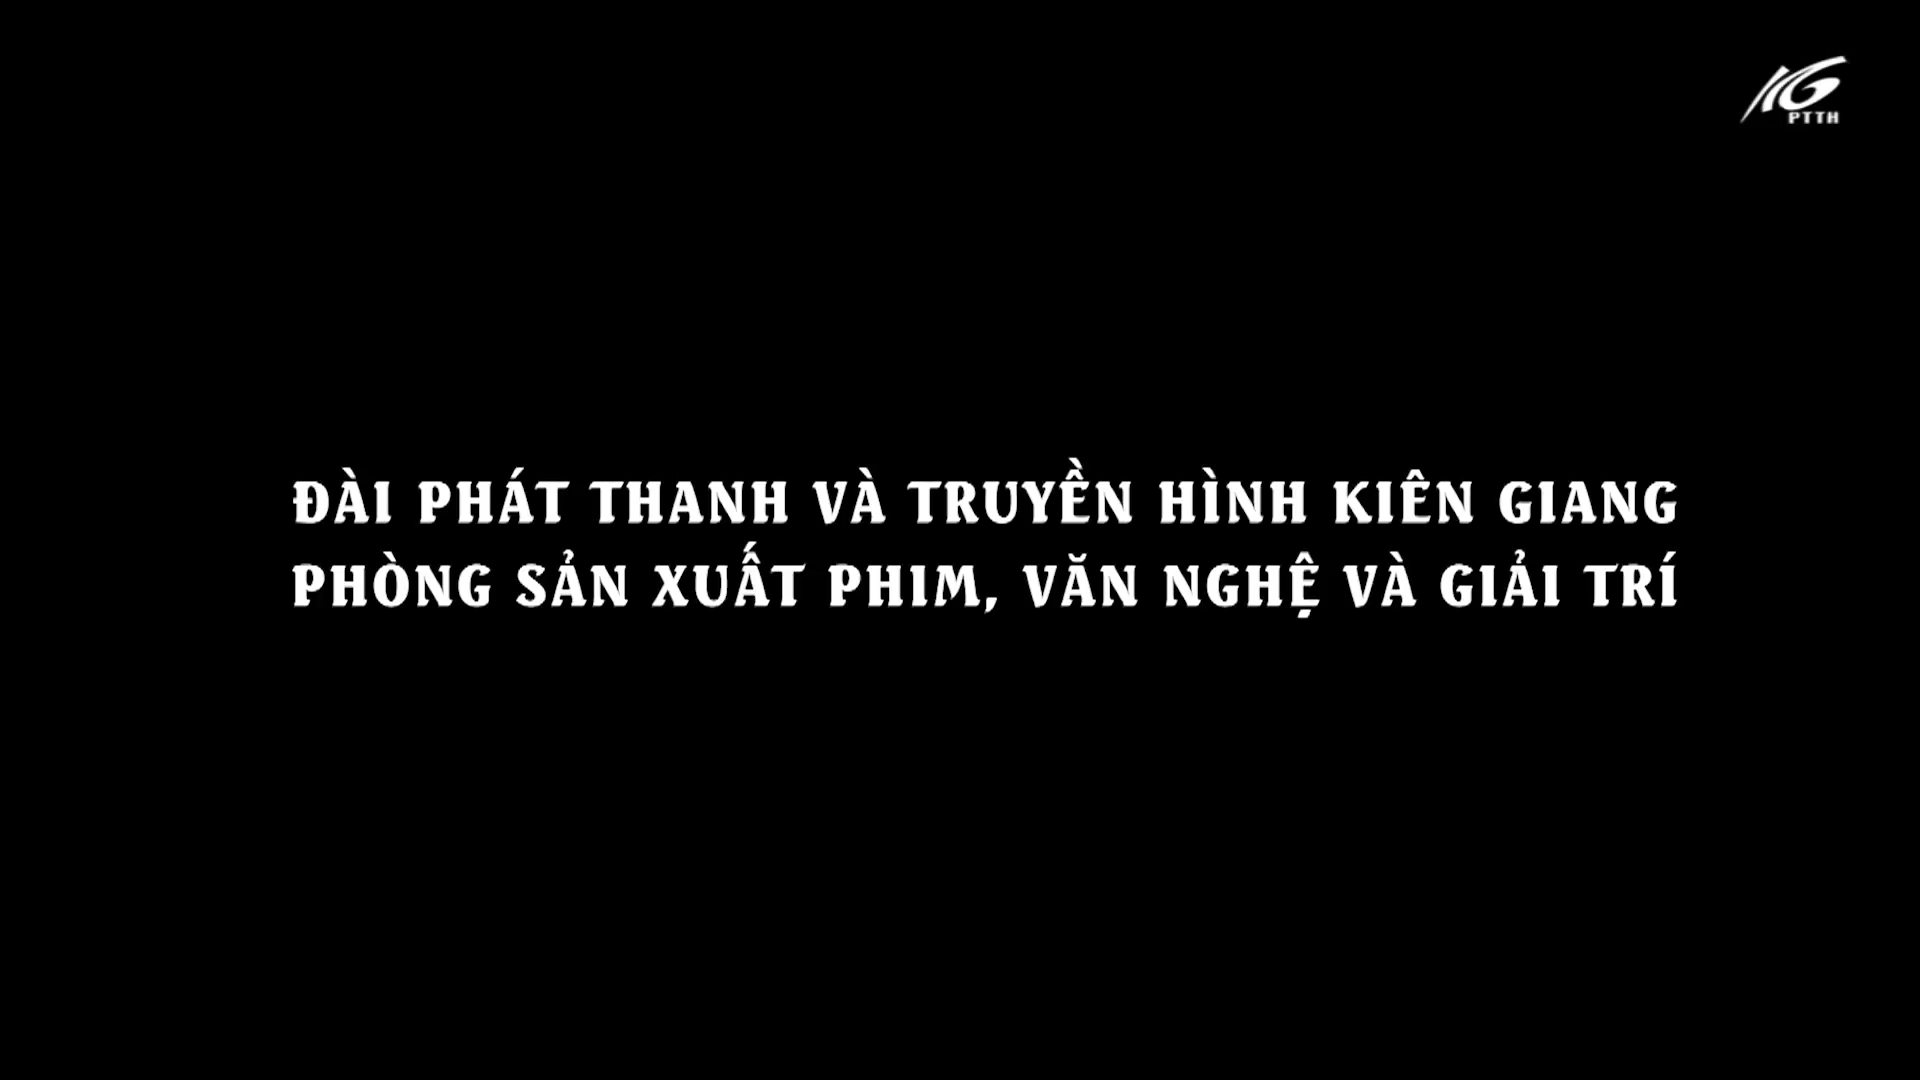 KG
PTTH
ĐÀI PHÁT THANH VÀ TRUYỀN HÌNH KIÊN GIANG
PHÒNG SẢN XUẤT PHIM, VĂN NGHỆ VÀ GIẢI TRÍ